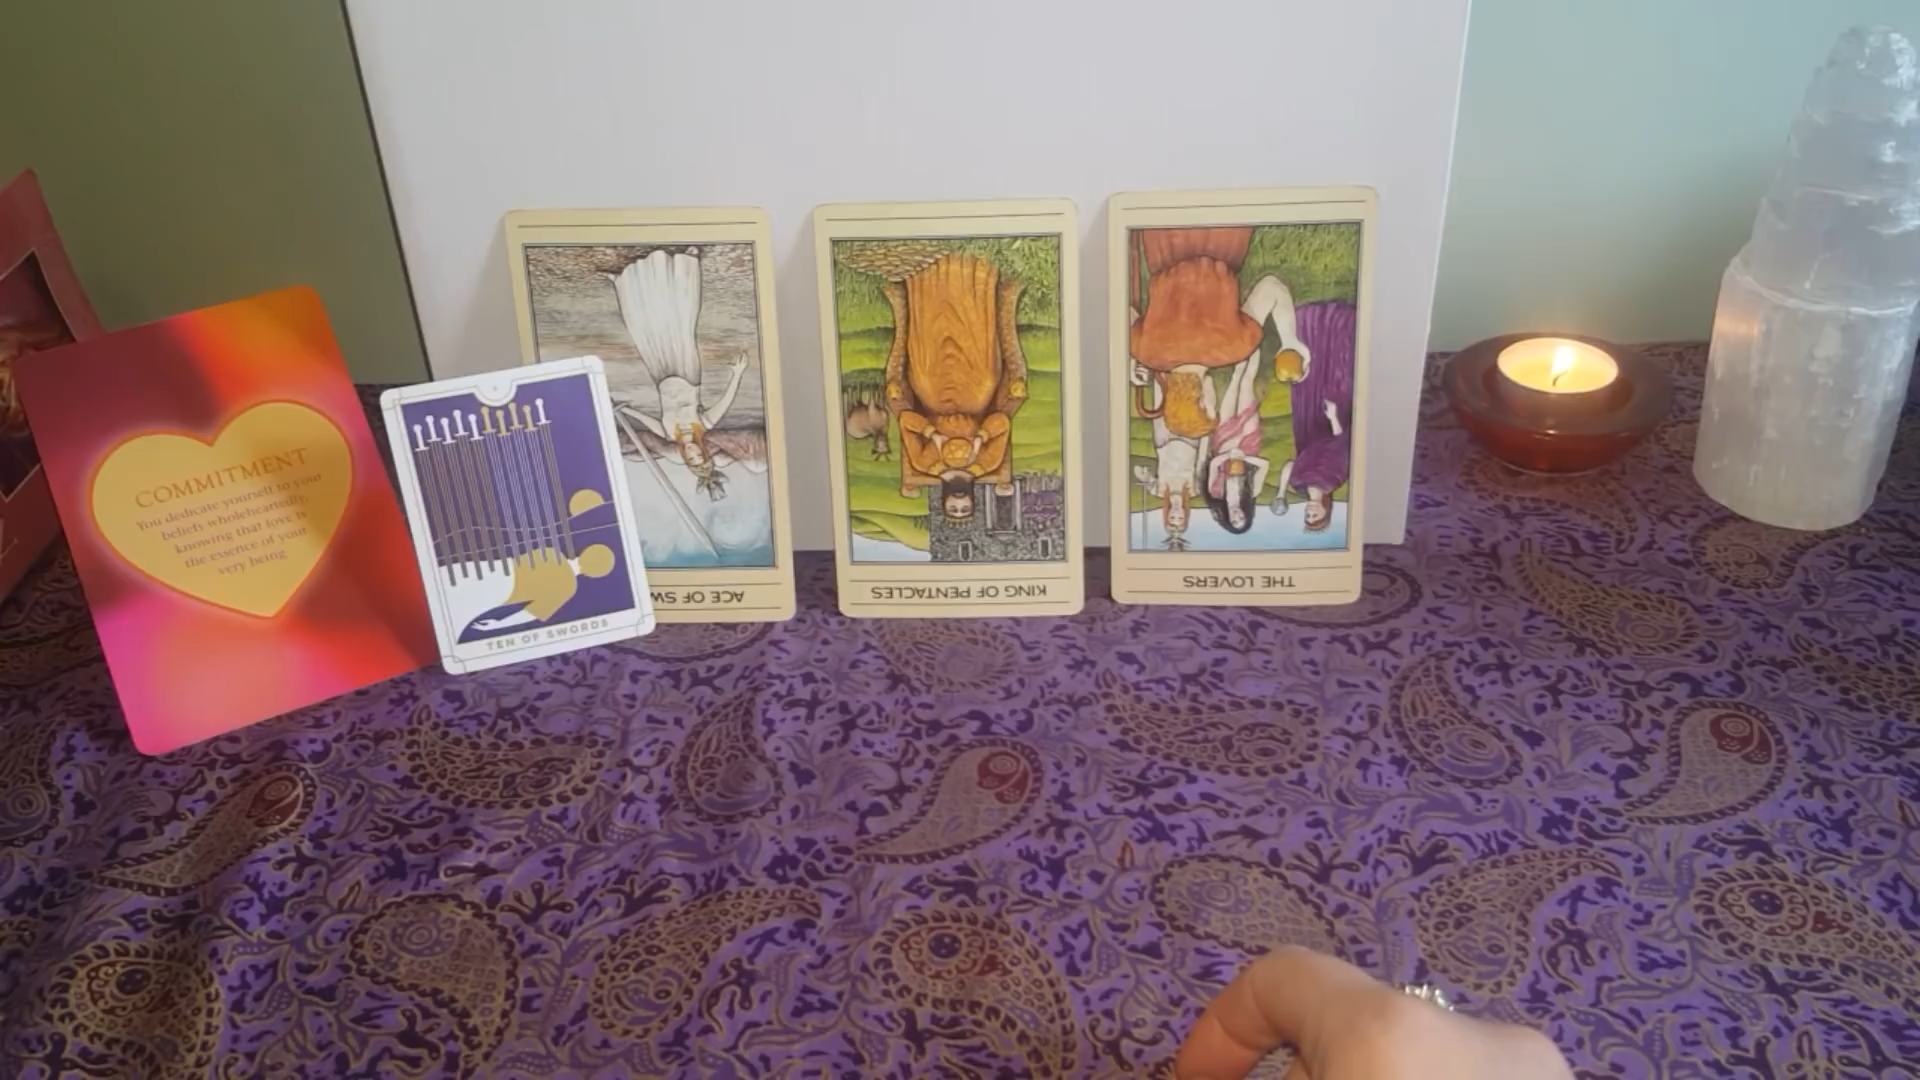 COMMITMENT
You dedicate yourself to your
beliefs wholeheartedly,
knowing that love is
the essence of your
very being
TEN OF SWORDS
ACE OF SW
KING OF PENTACLES
THE LOVERS